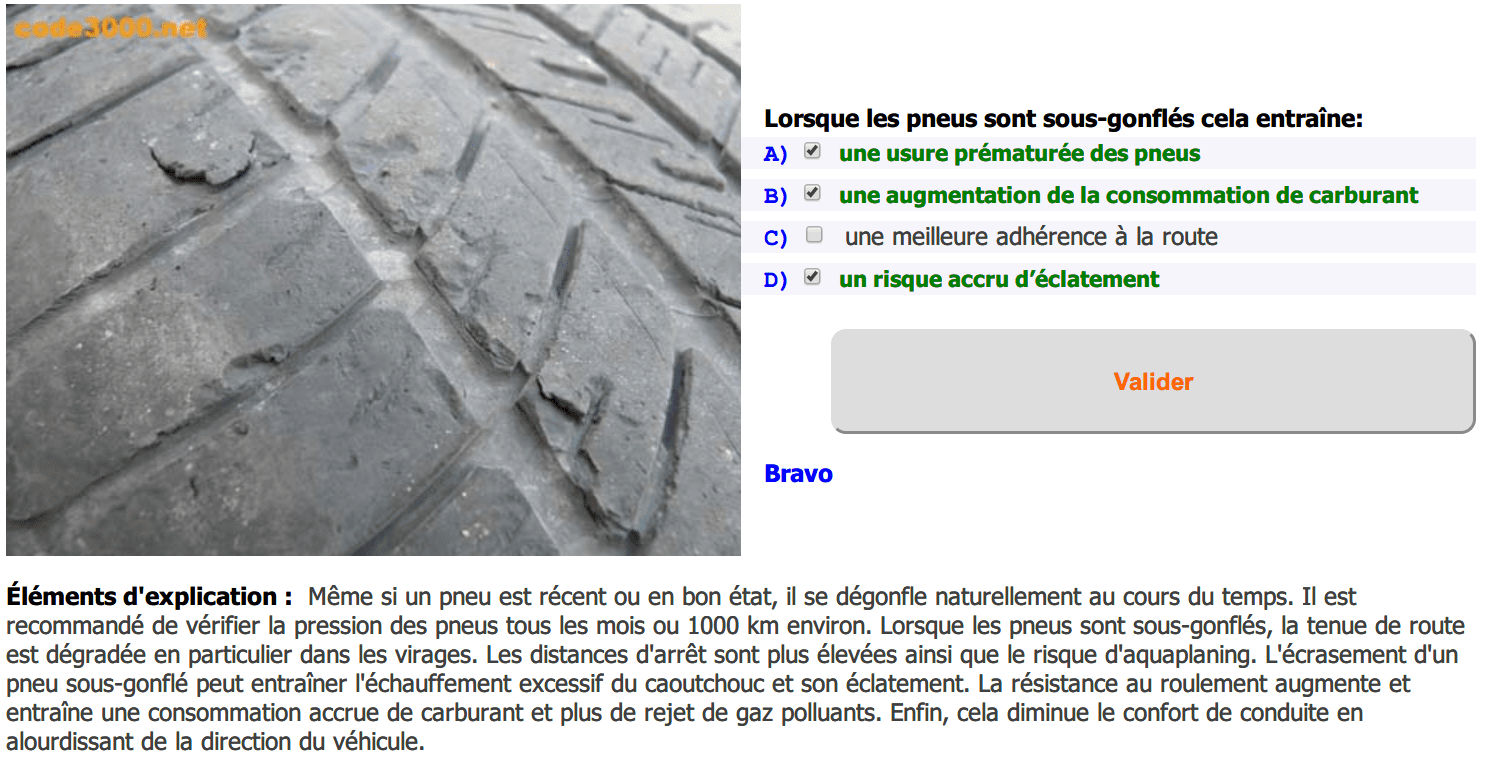 code3000.net
Lorsque les pneus sont sous-gonflés cela entraîne:
A) une usure prématurée des pneus
B) une augmentation de la consommation de carburant
C) une meilleure adhérence à la route
D) un risque accru d’éclatement
Valider
Bravo
Éléments d'explication : Même si un pneu est récent ou en bon état, il se dégonfle naturellement au cours du temps. Il est
recommandé de vérifier la pression des pneus tous les mois ou 1000 km environ. Lorsque les pneus sont sous-gonflés, la tenue de route
est dégradée en particulier dans les virages. Les distances d'arrêt sont plus élevées ainsi que le risque d'aquaplaning. L'écrasement d'un
pneu sous-gonflé peut entraîner l'échauffement excessif du caoutchouc et son éclatement. La résistance au roulement augmente et
entraîne une consommation accrue de carburant et plus de rejet de gaz polluants. Enfin, cela diminue le confort de conduite en
alourdissant de la direction du véhicule.